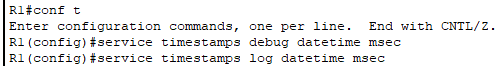 R1#conf t
Enter configuration commands, one per line.  End with CNTL/Z.
R1(config)#service timestamps debug datetime msec
R1(config)#service timestamps log datetime msec